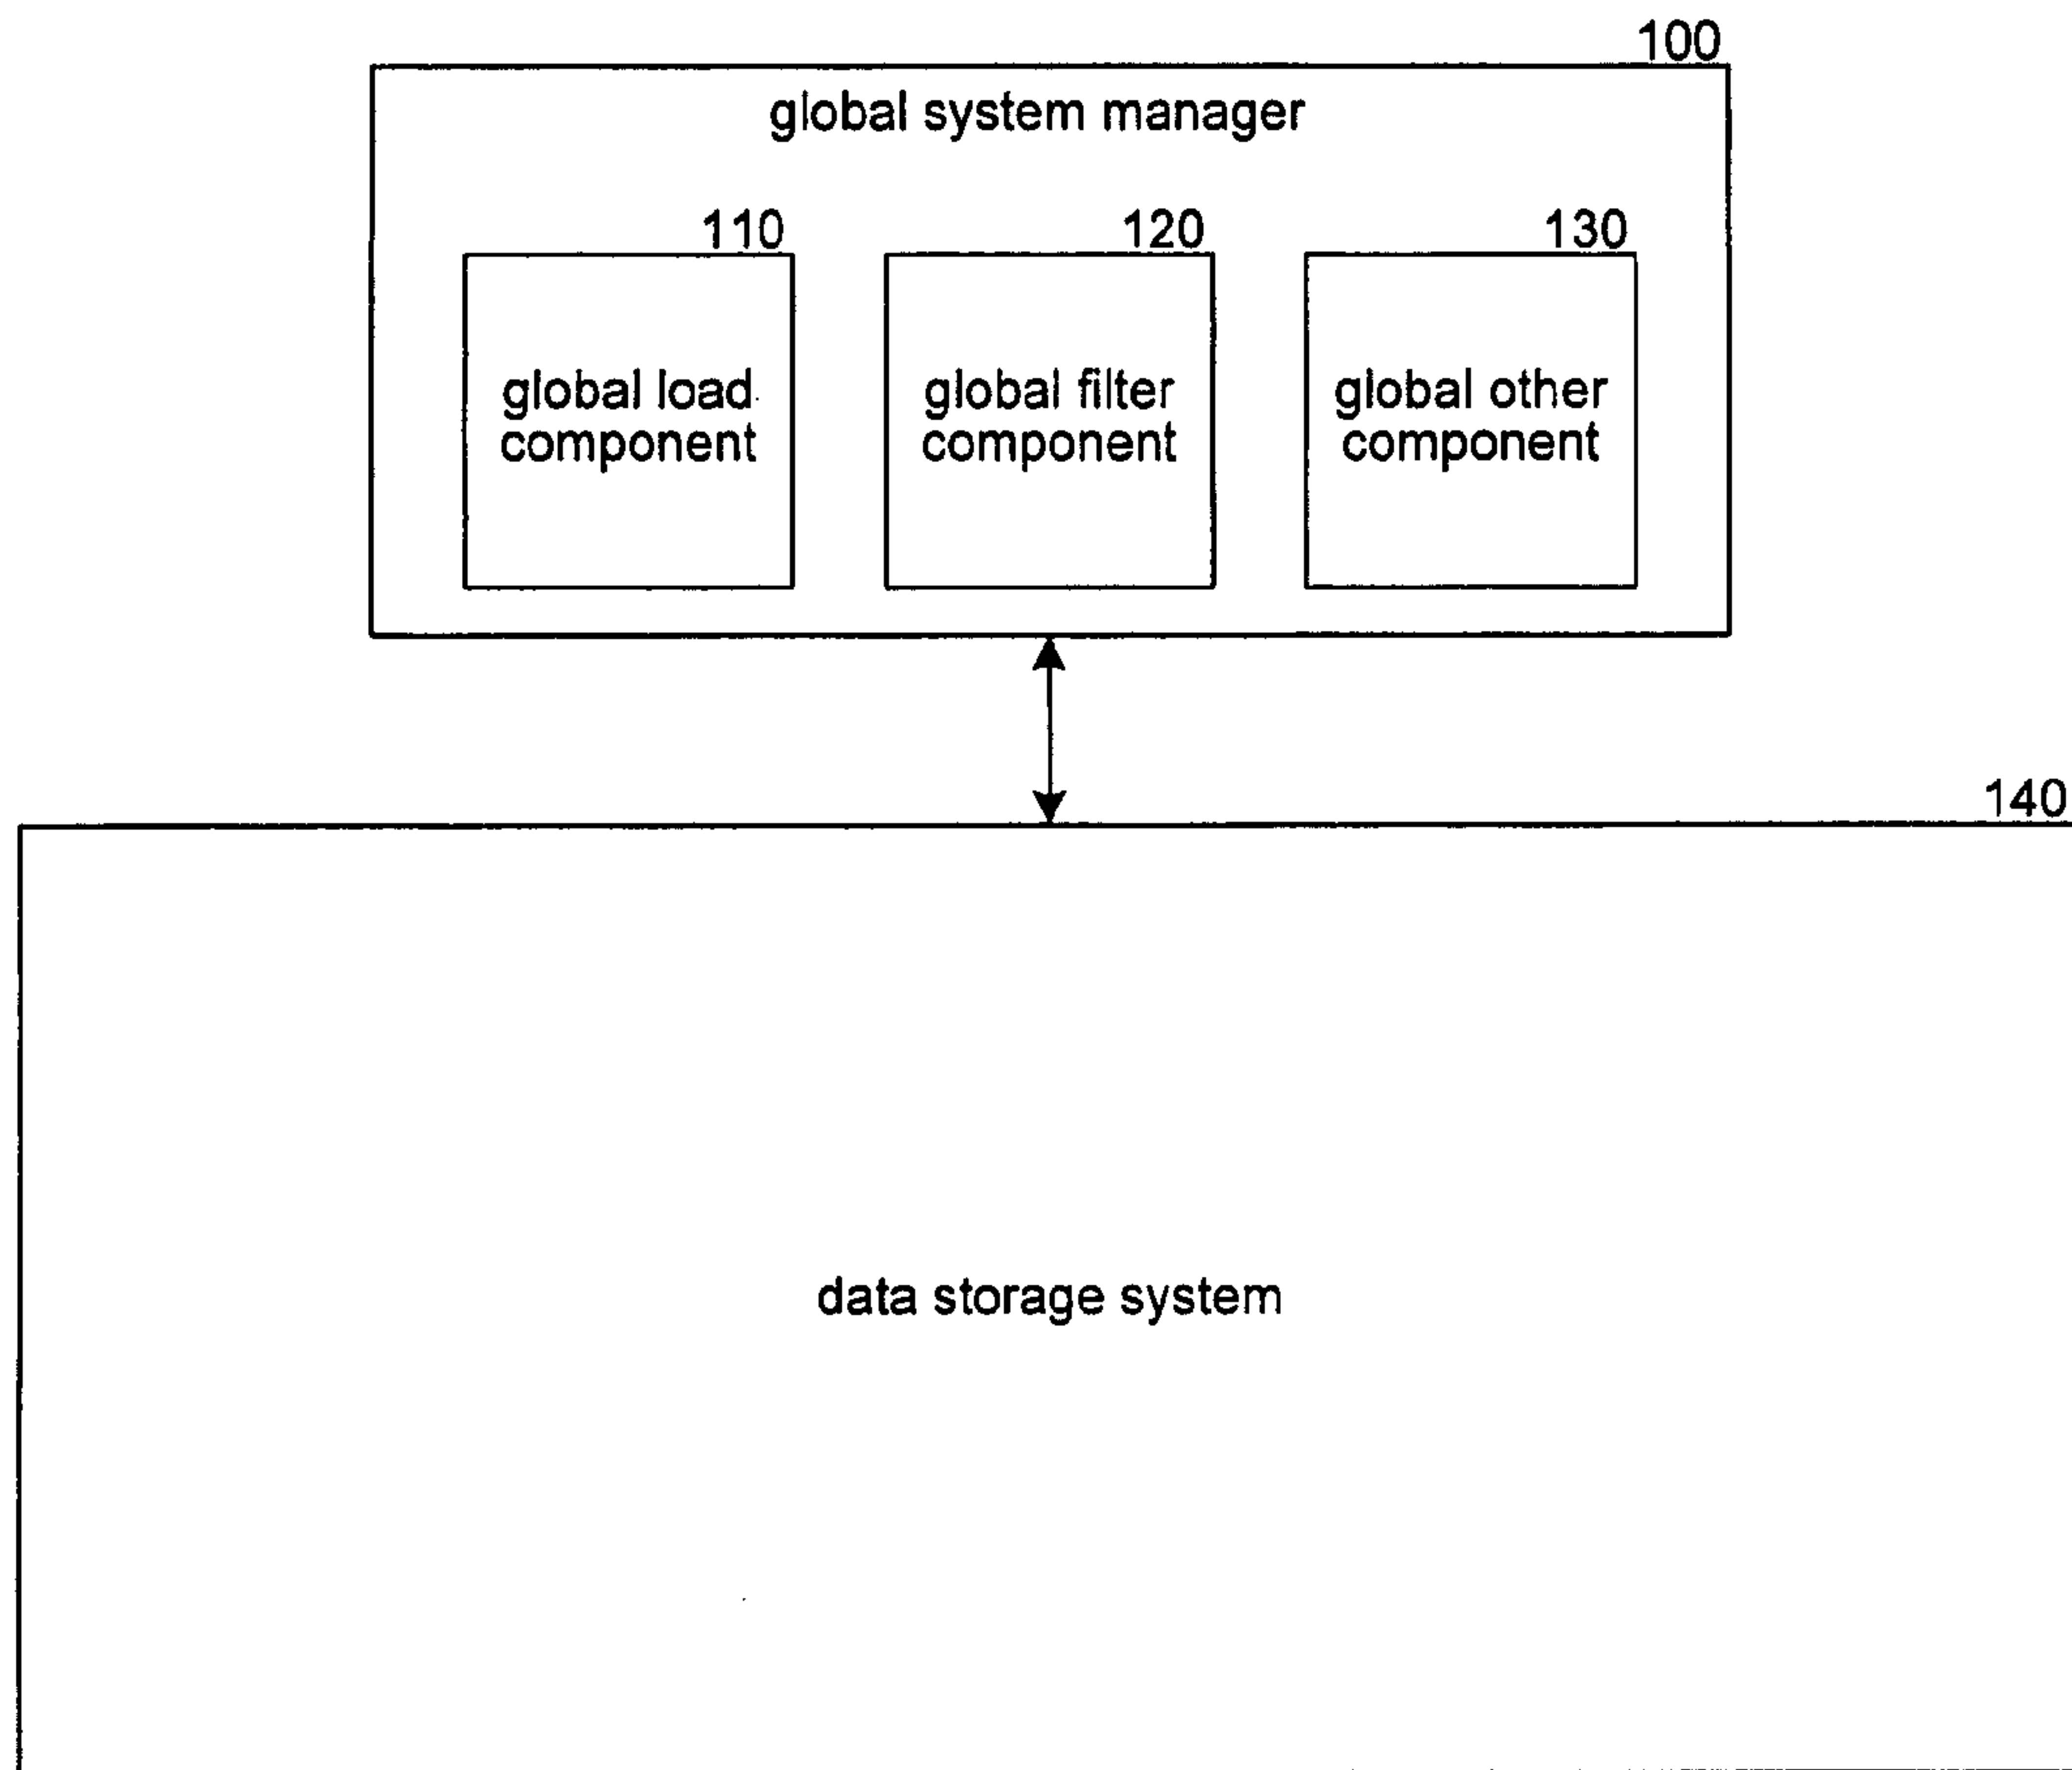 100
global system manager
110
120
130
global load
component
global filter
component
global other
component
140
data storage system